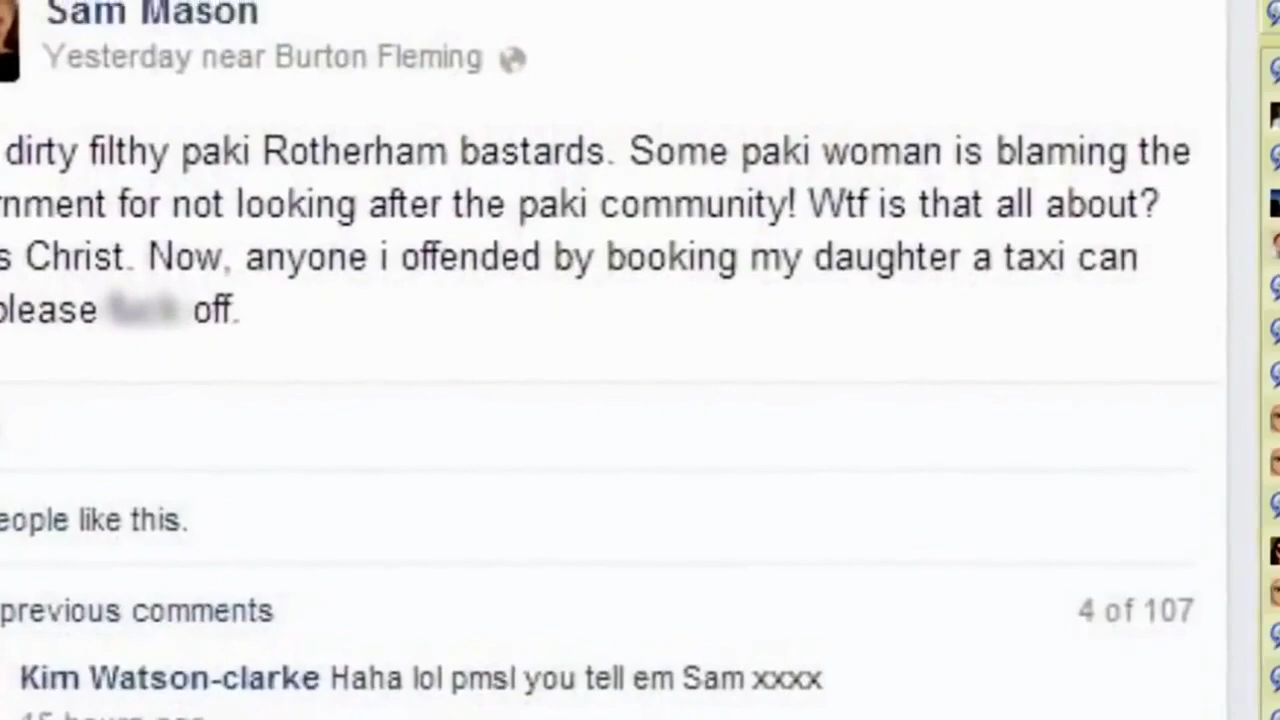 Sam Mason
Yesterday near Burton Fleming
dirty filthy paki Rotherham bastards. Some paki woman is blaming the
rnment for not looking after the paki community! Wtf is that all about?
s Christ. Now, anyone i offended by booking my daughter a taxi can
please off.
eople like this.
previous comments
4 of 107
Kim Watson-clarke Haha lol pmsl you tell em Sam xxxx